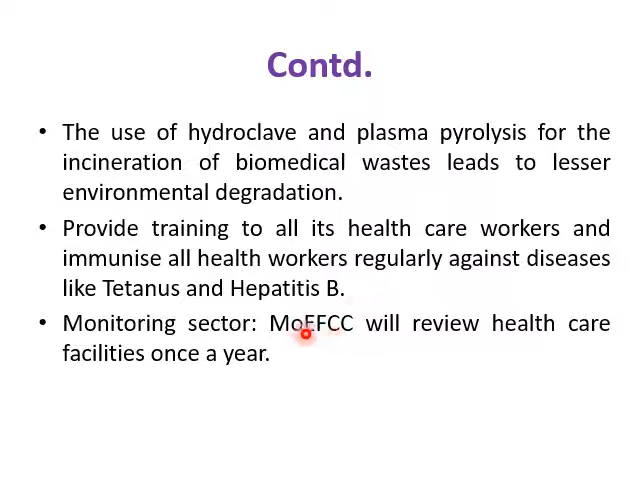 Contd.
• The use of hydroclave and plasma pyrolysis for the
incineration of biomedical wastes leads to lesser
environmental degradation.
• Provide training to all its health care workers and
immunise all health workers regularly against diseases
like Tetanus and Hepatitis B.
• Monitoring sector: MoEFCC will review health care
facilities once a year.